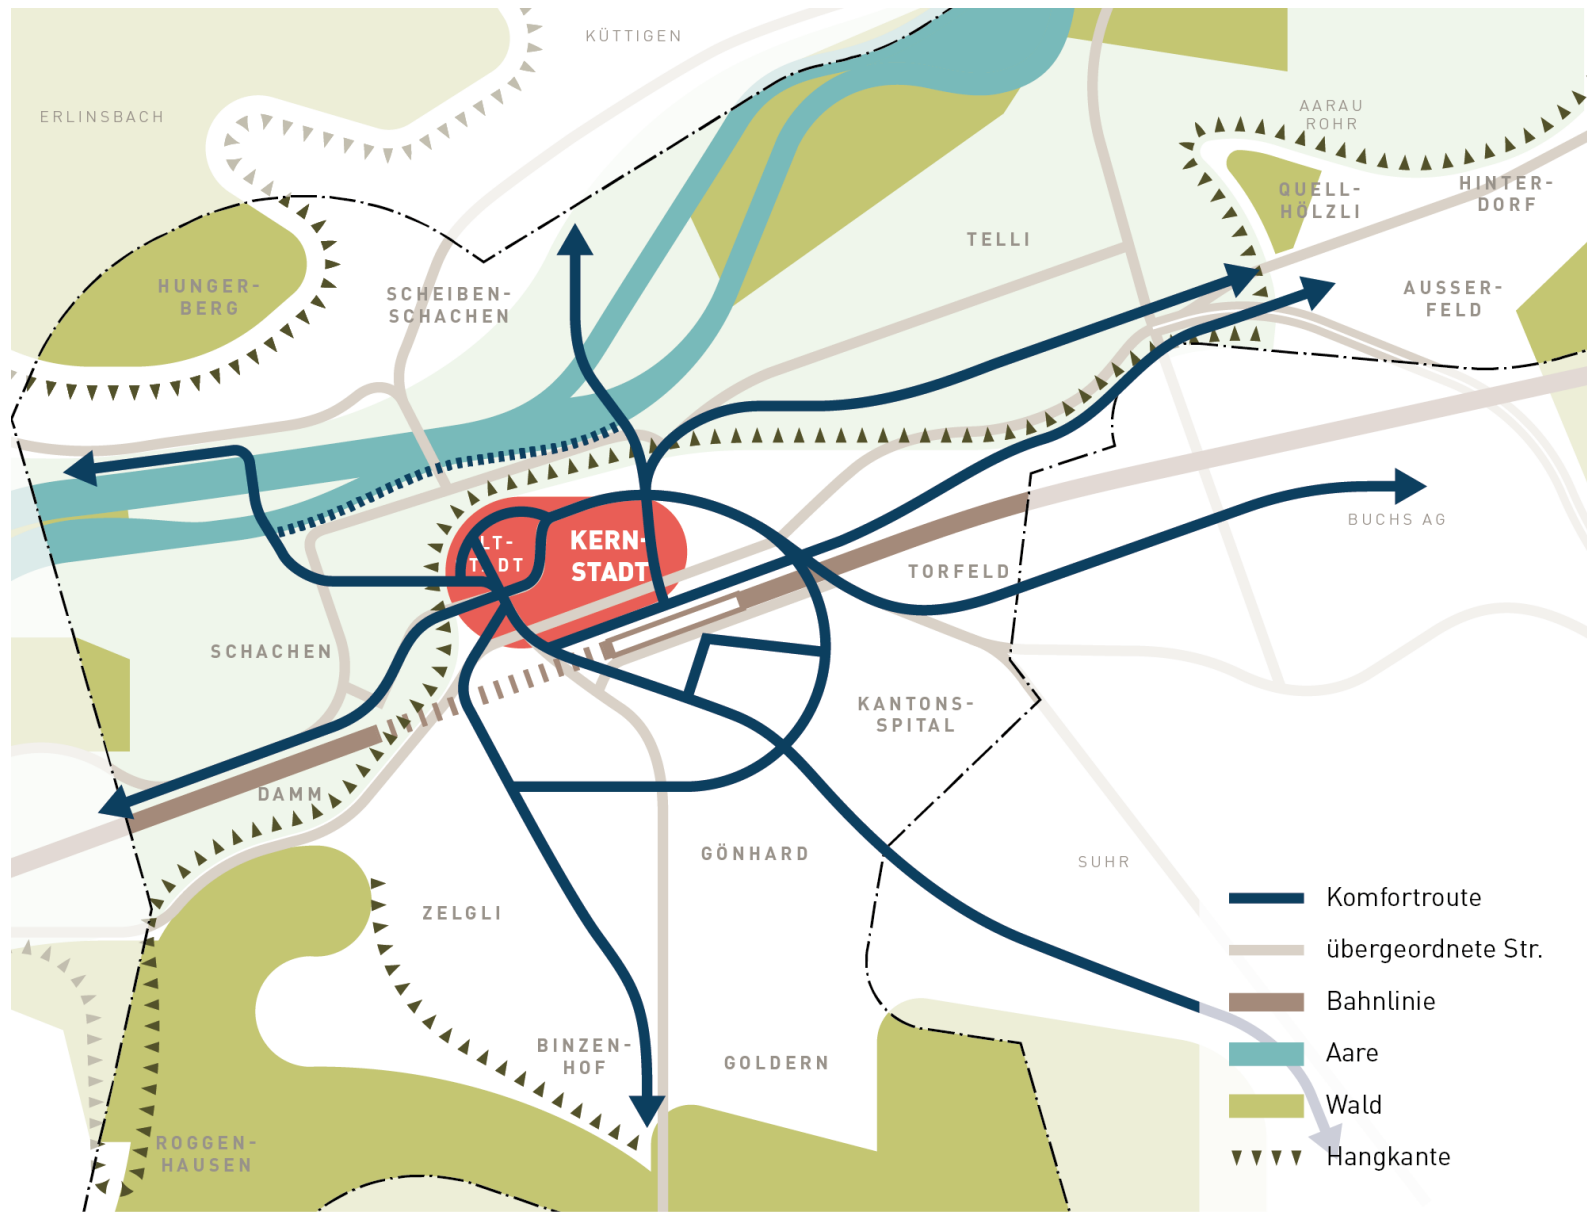 KÜTTIGEN
ERLINSBACH
AARAU
ROHR
QUELL-
HÖLZLI
HINTER-
DORF
TELLI
HUNGER-
BERG
SCHEIBEN-
SCHACHEN
AUSSER-
FELD
BUCHS AG
LT-
T DT
KERN-
STADT
TORFELD
SCHACHEN
KANTONS-
SPITAL
DAMM
GÖNHARD
SUHR
ZELGLI
BINZEN-
HOF
GOLDERN
ROGGEN-
HAUSEN
Komfortroute
übergeordnete Str.
Bahnlinie
Aare
Wald
Hangkante